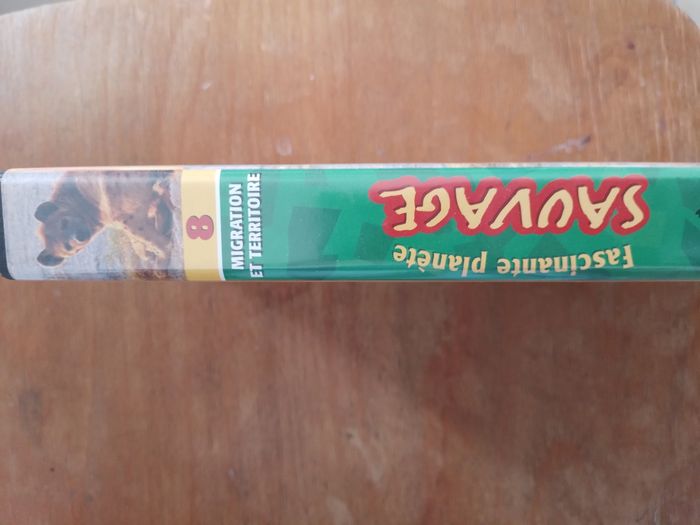 Fascinante planète
SAUVAGE
MIGRATION
ET TERRITOIRE
8